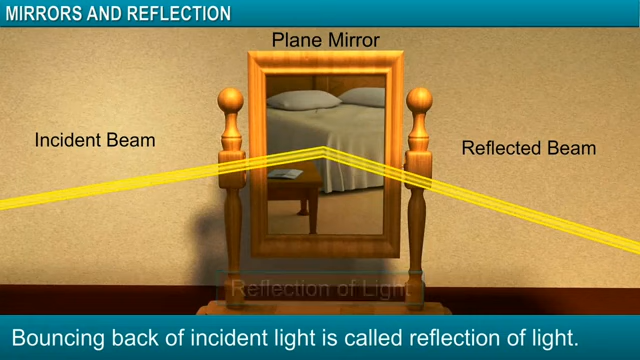 MIRRORS AND REFLECTION
Plane Mirror
Incident Beam
Reflected Beam
Reflection of Light
Bouncing back of incident light is called reflection of light.